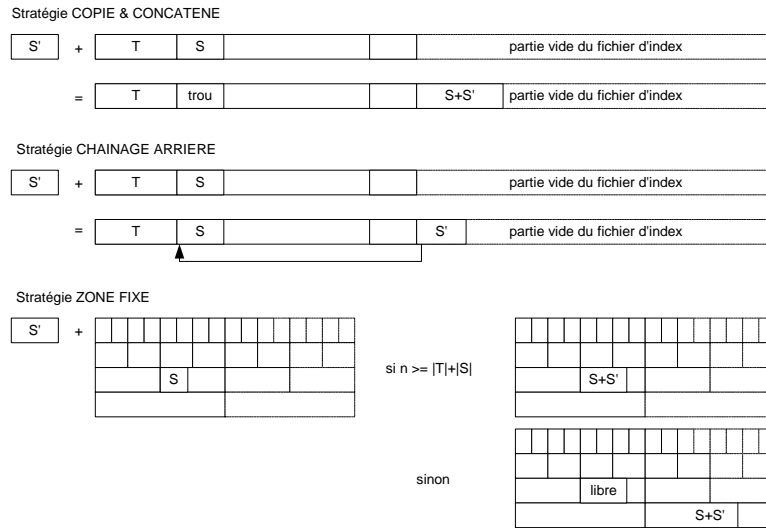 Stratégie COPIE & CONCATENE
S' + T S partie vide du fichier d'index
= T trou S+S' partie vide du fichier d'index
Stratégie CHAINAGE ARRIERE
S' + T S partie vide du fichier d'index
= T S S' partie vide du fichier d'index
Stratégie ZONE FIXE
S' +
si n >= |T|+|S|
S S+S'
sinon
libre
S+S'